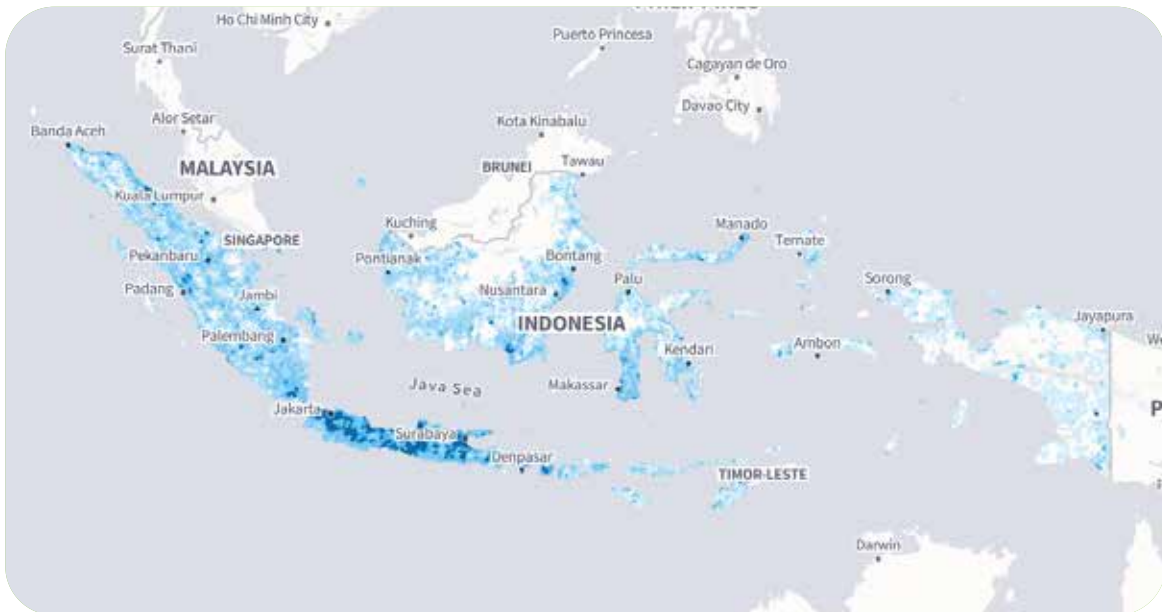 Ho Chi Minh City
Puerto Princesa
Surat Thani
Cagayan de Oro
Davao City
Alor Setar
Kota Kinabalu
Banda Aceh
MALAYSIA
BRUNEI
Tawau
Kuala Lumpur
Kuching
Manado
SINGAPORE
Ternate
Pekanbaru
Pontianak
Bontang
Palu
Sorong
Padang
Jambi
Nusantara
INDONESIA
Jayapura
Palembang
Kendari
Ambon
Java Sea
Makassar
Jakarta
Surabaya
Denpasar
TIMOR-LESTE
Darwin